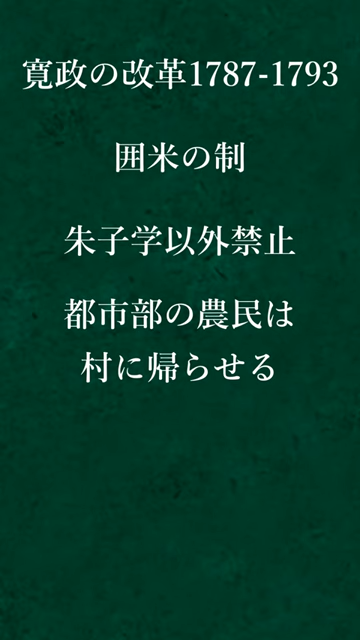 寛政の改革1787-1793
囲米の制
朱子学以外禁止
都市部の農民は
村に帰らせる